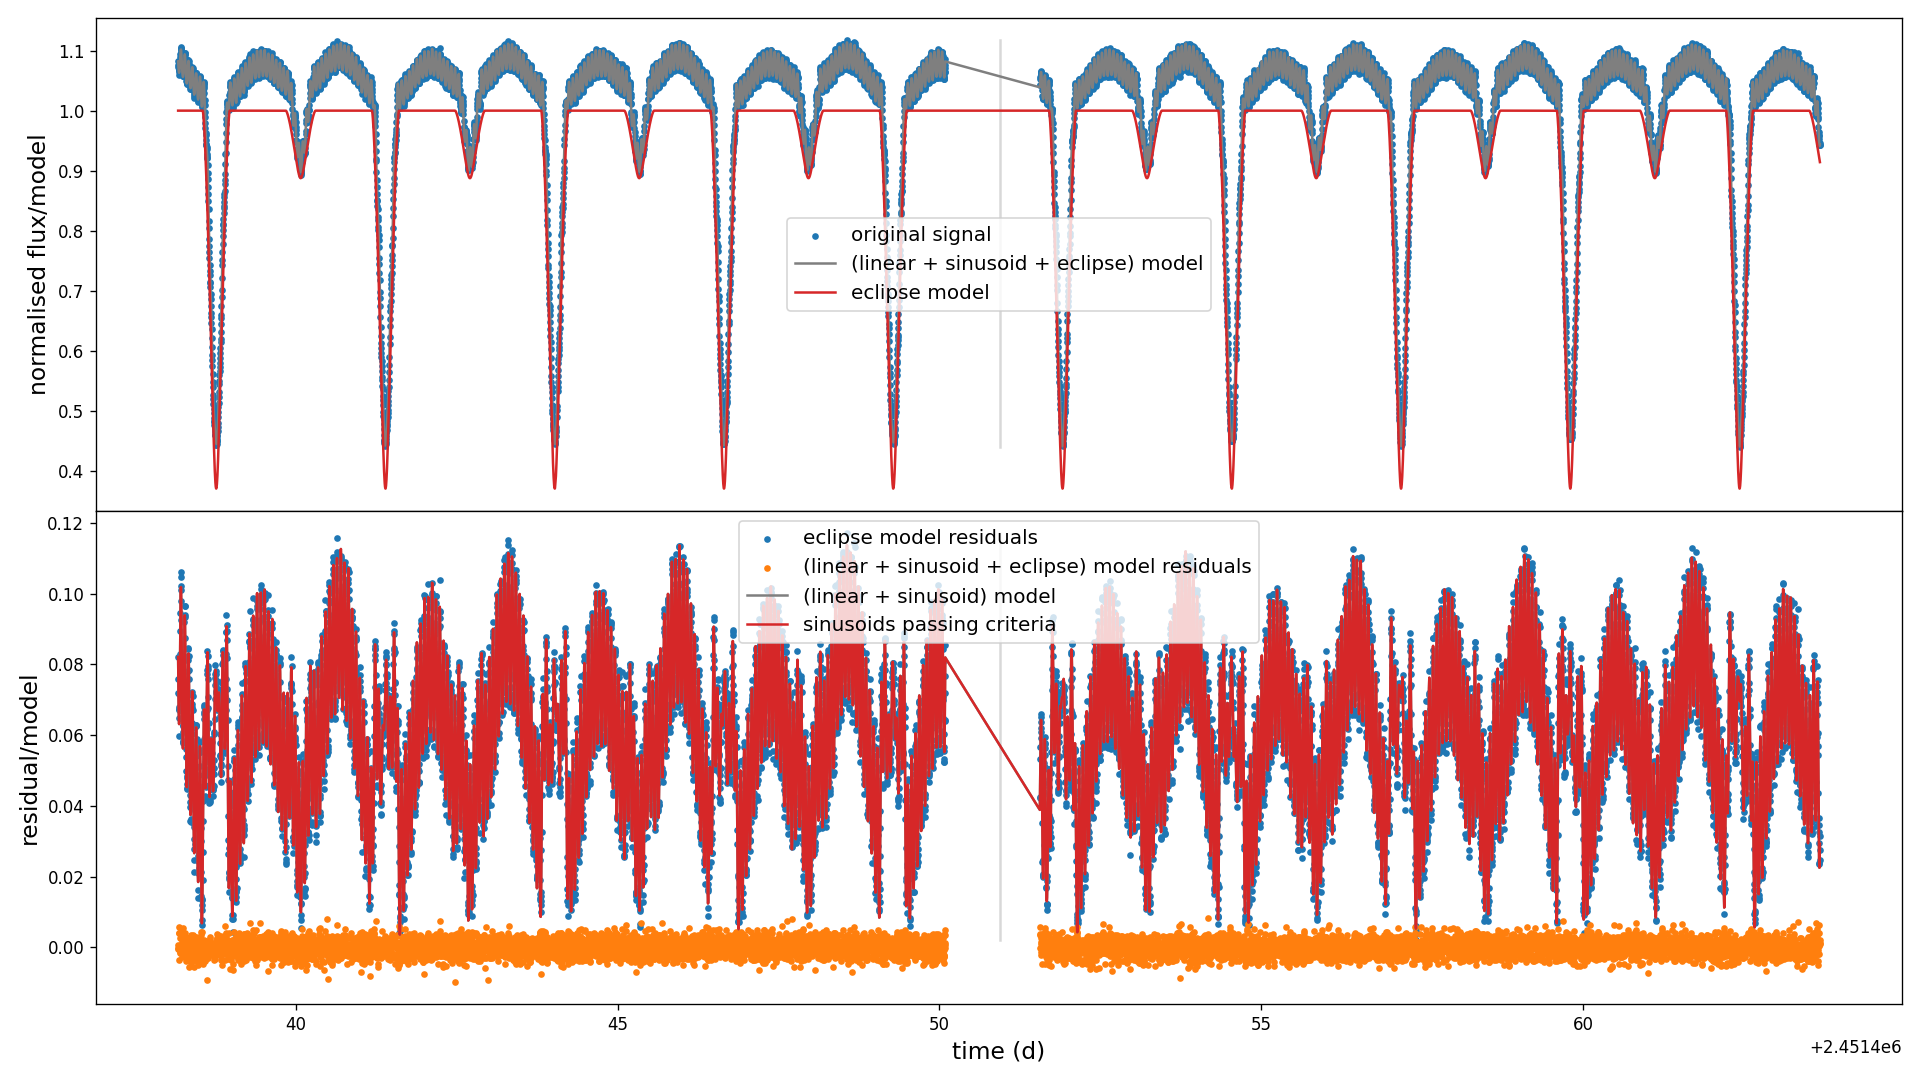 1.1
1.0
0.9
0.8
0.7
0.6
0.5
0.4
normalised flux/model
original signal
(linear + sinusoid + eclipse) model
eclipse model
0.12
0.10
0.08
0.06
0.04
0.02
0.00
residual/model
eclipse model residuals
(linear + sinusoid + eclipse) model residuals
(linear + sinusoid) model
sinusoids passing criteria
40 45 50 55 60
time (d)
+2.4514e6